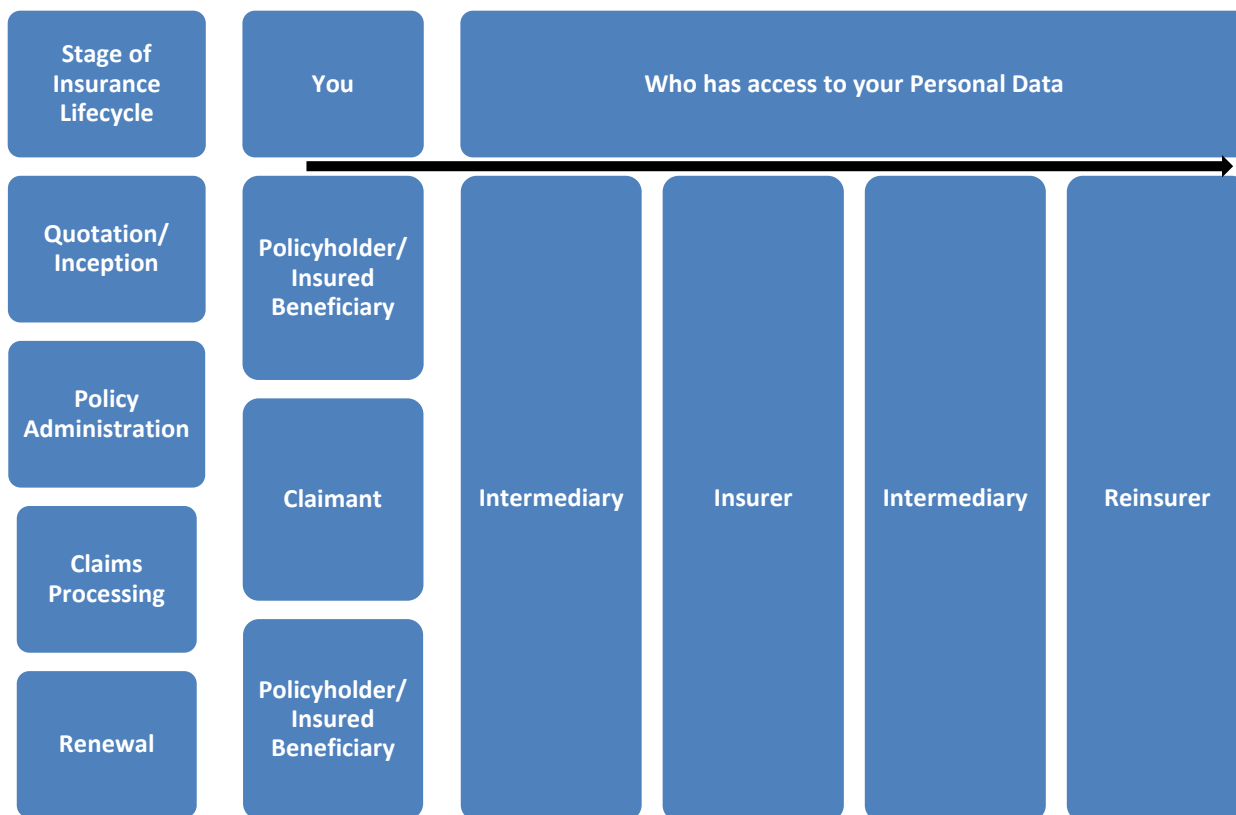 Stage of
Insurance
Lifecycle
You
Who has access to your Personal Data
Quotation/
Inception
Policy
Administration
Claims
Processing
Renewal
Policyholder/
Insured
Beneficiary
Claimant
Policyholder/
Insured
Beneficiary
Intermediary
Insurer
Intermediary
Reinsurer